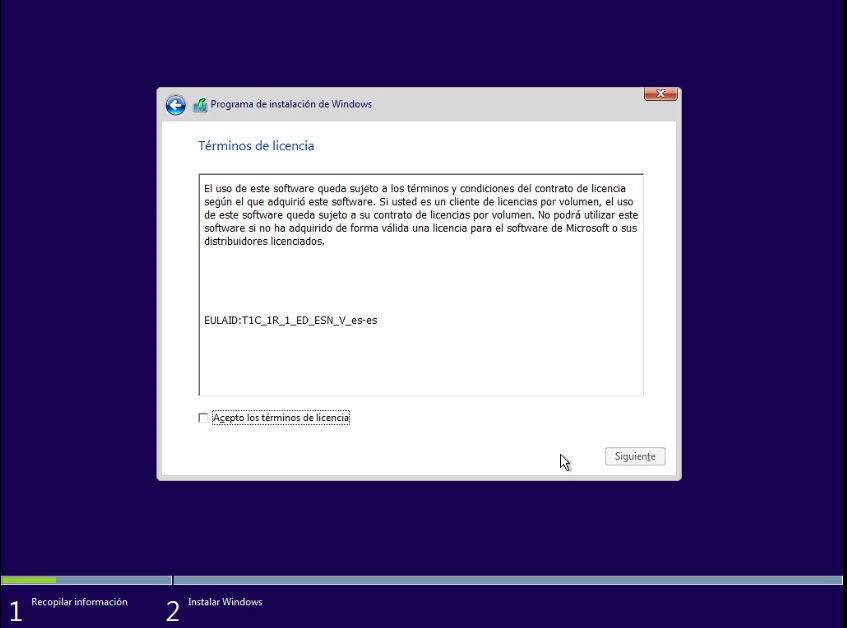 Programa de instalación de Windows
Términos de licencia
El uso de este software queda sujeto a los términos y condiciones del contrato de licencia
según el que adquirió este software. Si usted es un cliente de licencias por volumen, el uso
de este software queda sujeto a su contrato de licencias por volumen. No podrá utilizar este
software si no ha adquirido de forma válida una licencia para el software de Microsoft o sus
distribuidores licenciados.
EULAID:T1C_1R_1_ED_ESN_V_es-es
Acepto los términos de licencia
Siguiente
1 Recopilar información
2 Instalar Windows